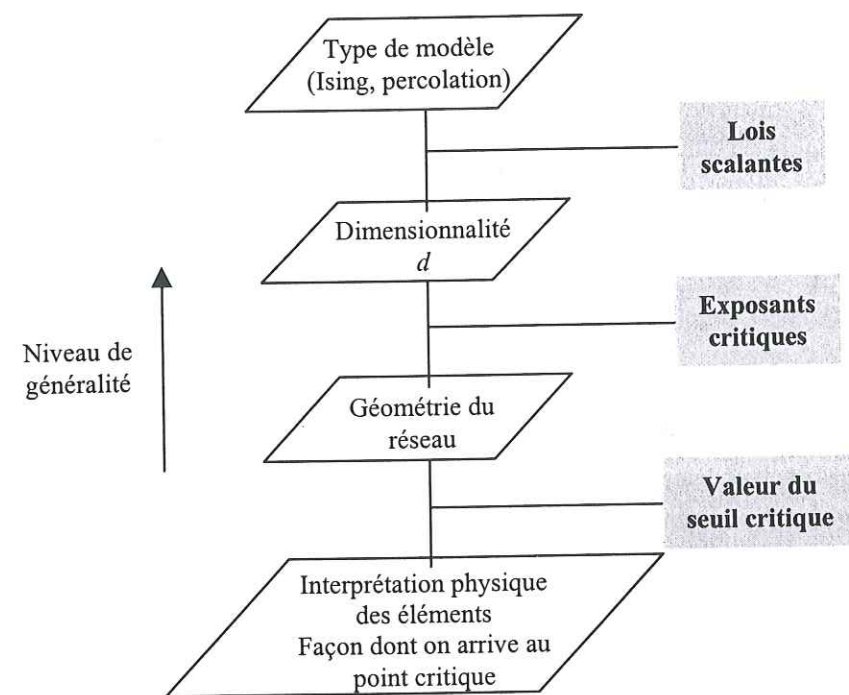 Type de modèle
(Ising, percolation)
Lois
scalantes
Dimensionnalité
d
Exposants
critiques
Niveau de
généralité
Géométrie du
réseau
Valeur du
seuil critique
Interprétation physique
des éléments
Façon dont on arrive au
point critique